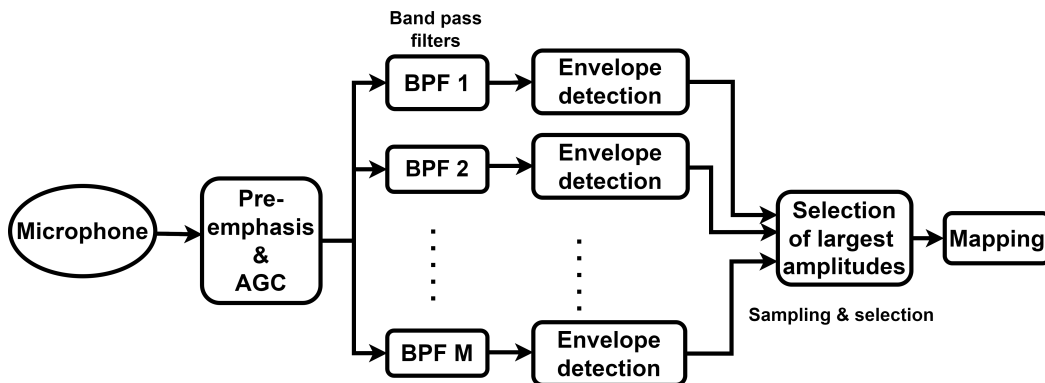 Band pass
filters
BPF 1
Envelope
detection
BPF 2
Envelope
detection
Microphone
Pre-
emphasis
&
AGC
Selection
of largest
amplitudes
Mapping
Sampling & selection
BPF M
Envelope
detection